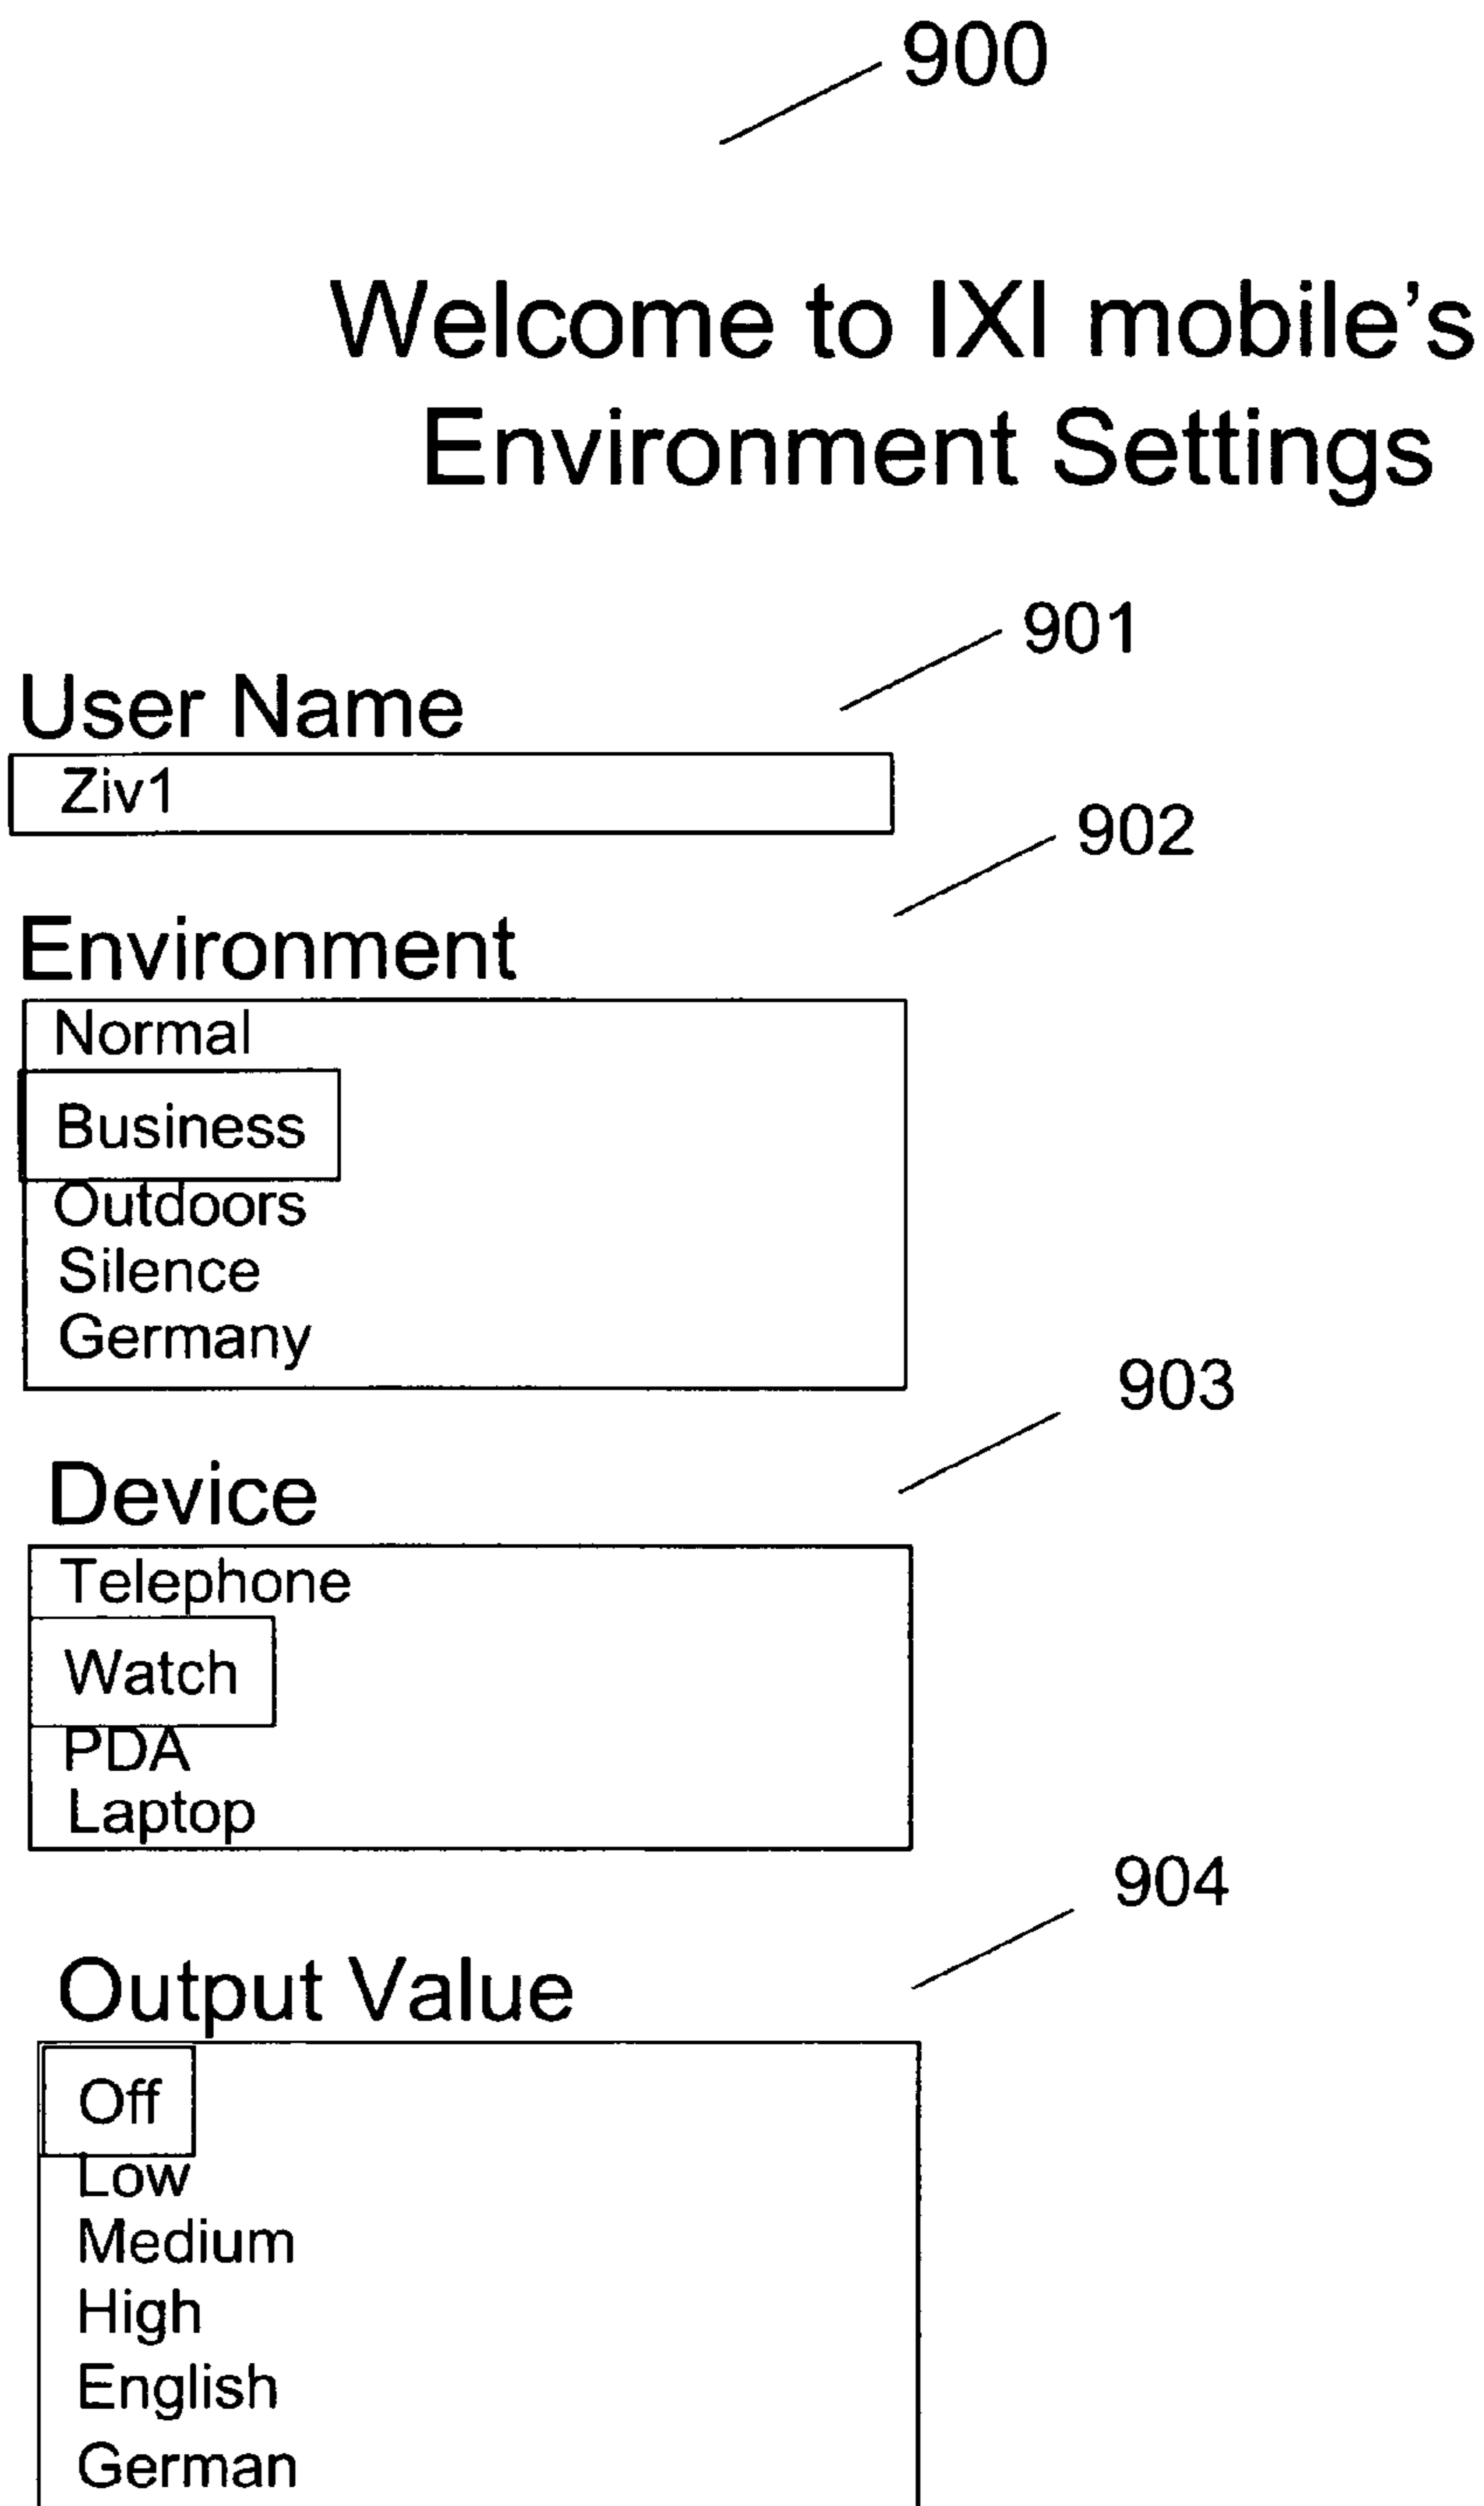 900
Welcome to IXI mobile's
Environment Settings
901
User Name
Ziv1
902
Environment
Normal
Business
Outdoors
Silence
Germany
903
Device
Telephone
Watch
PDA
Laptop
904
Output Value
Off
Low
Medium
High
English
German